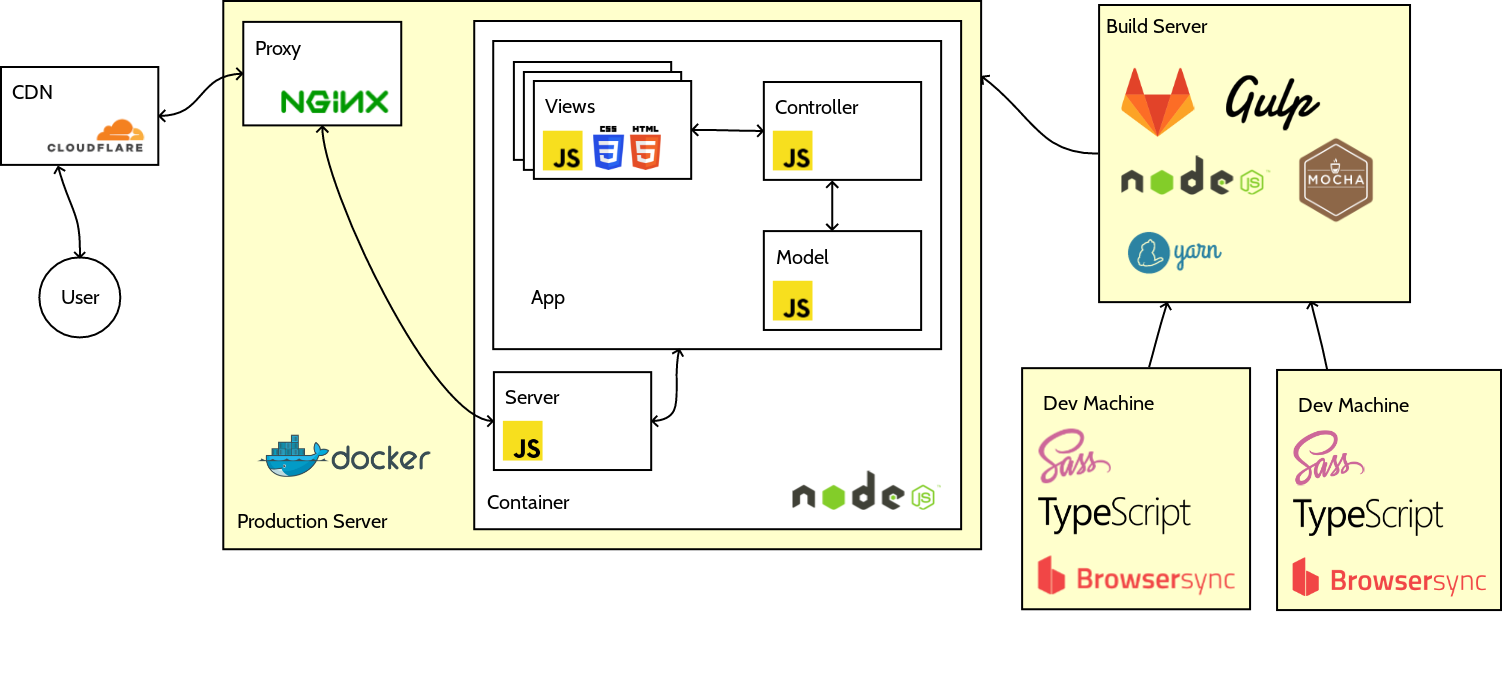 CDN
CLOUDFLARE
User
Proxy
NGINX
docker
Production Server
Views
JS
CSS
3
HTML
5
Controller
JS
Model
JS
App
Server
JS
Container
node
JS
Build Server
Gulp
node
JS
MOCHA
yarn
Dev Machine
Sass
TypeScript
Browsersync
Dev Machine
Sass
TypeScript
Browsersync